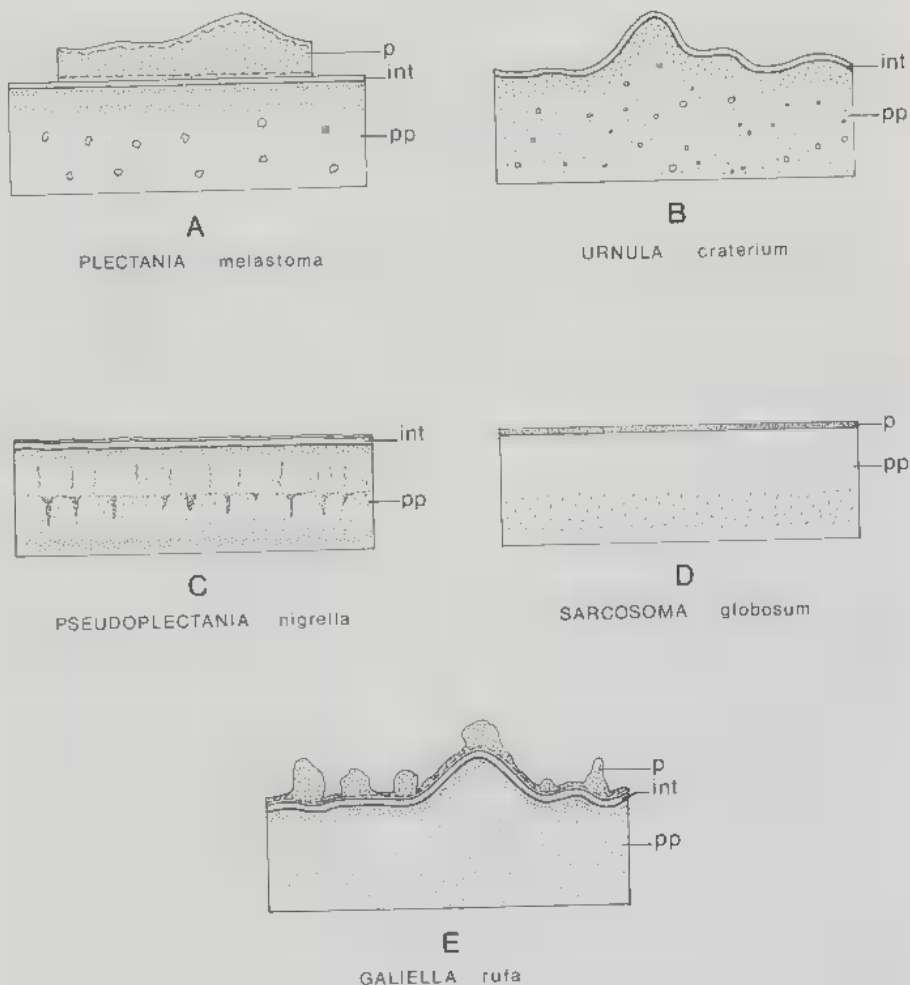 p
int
pp
A
PLECTANIA melastoma
int
pp
B
URNULA craterium
int
pp
C
PSEUDOPLECTANIA nigrella
p
pp
D
SARCOSOMA globosum
p
int
pp
E
GALIELLA rufa